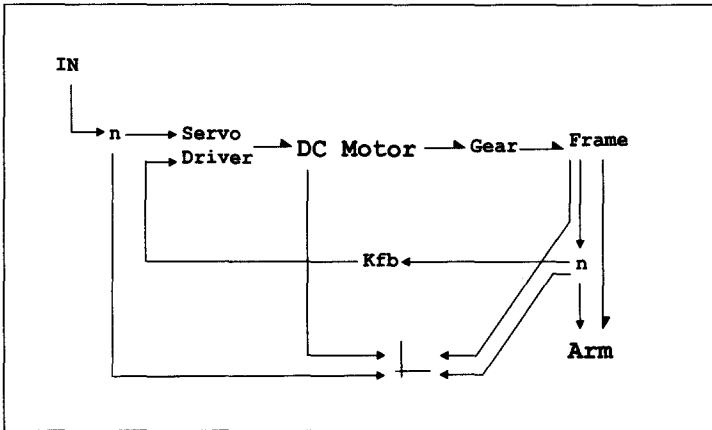 IN
n
Servo
Driver
DC Motor
Gear
Frame
Kfb
n
Arm